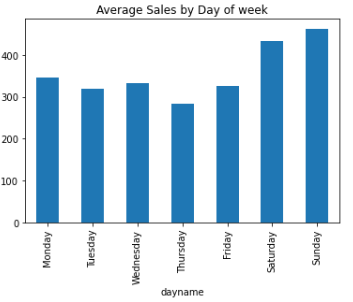 Average Sales by Day of week
400
300
200
100
0
Monday
Tuesday
Wednesday
Thursday
Friday
Saturday
Sunday
dayname